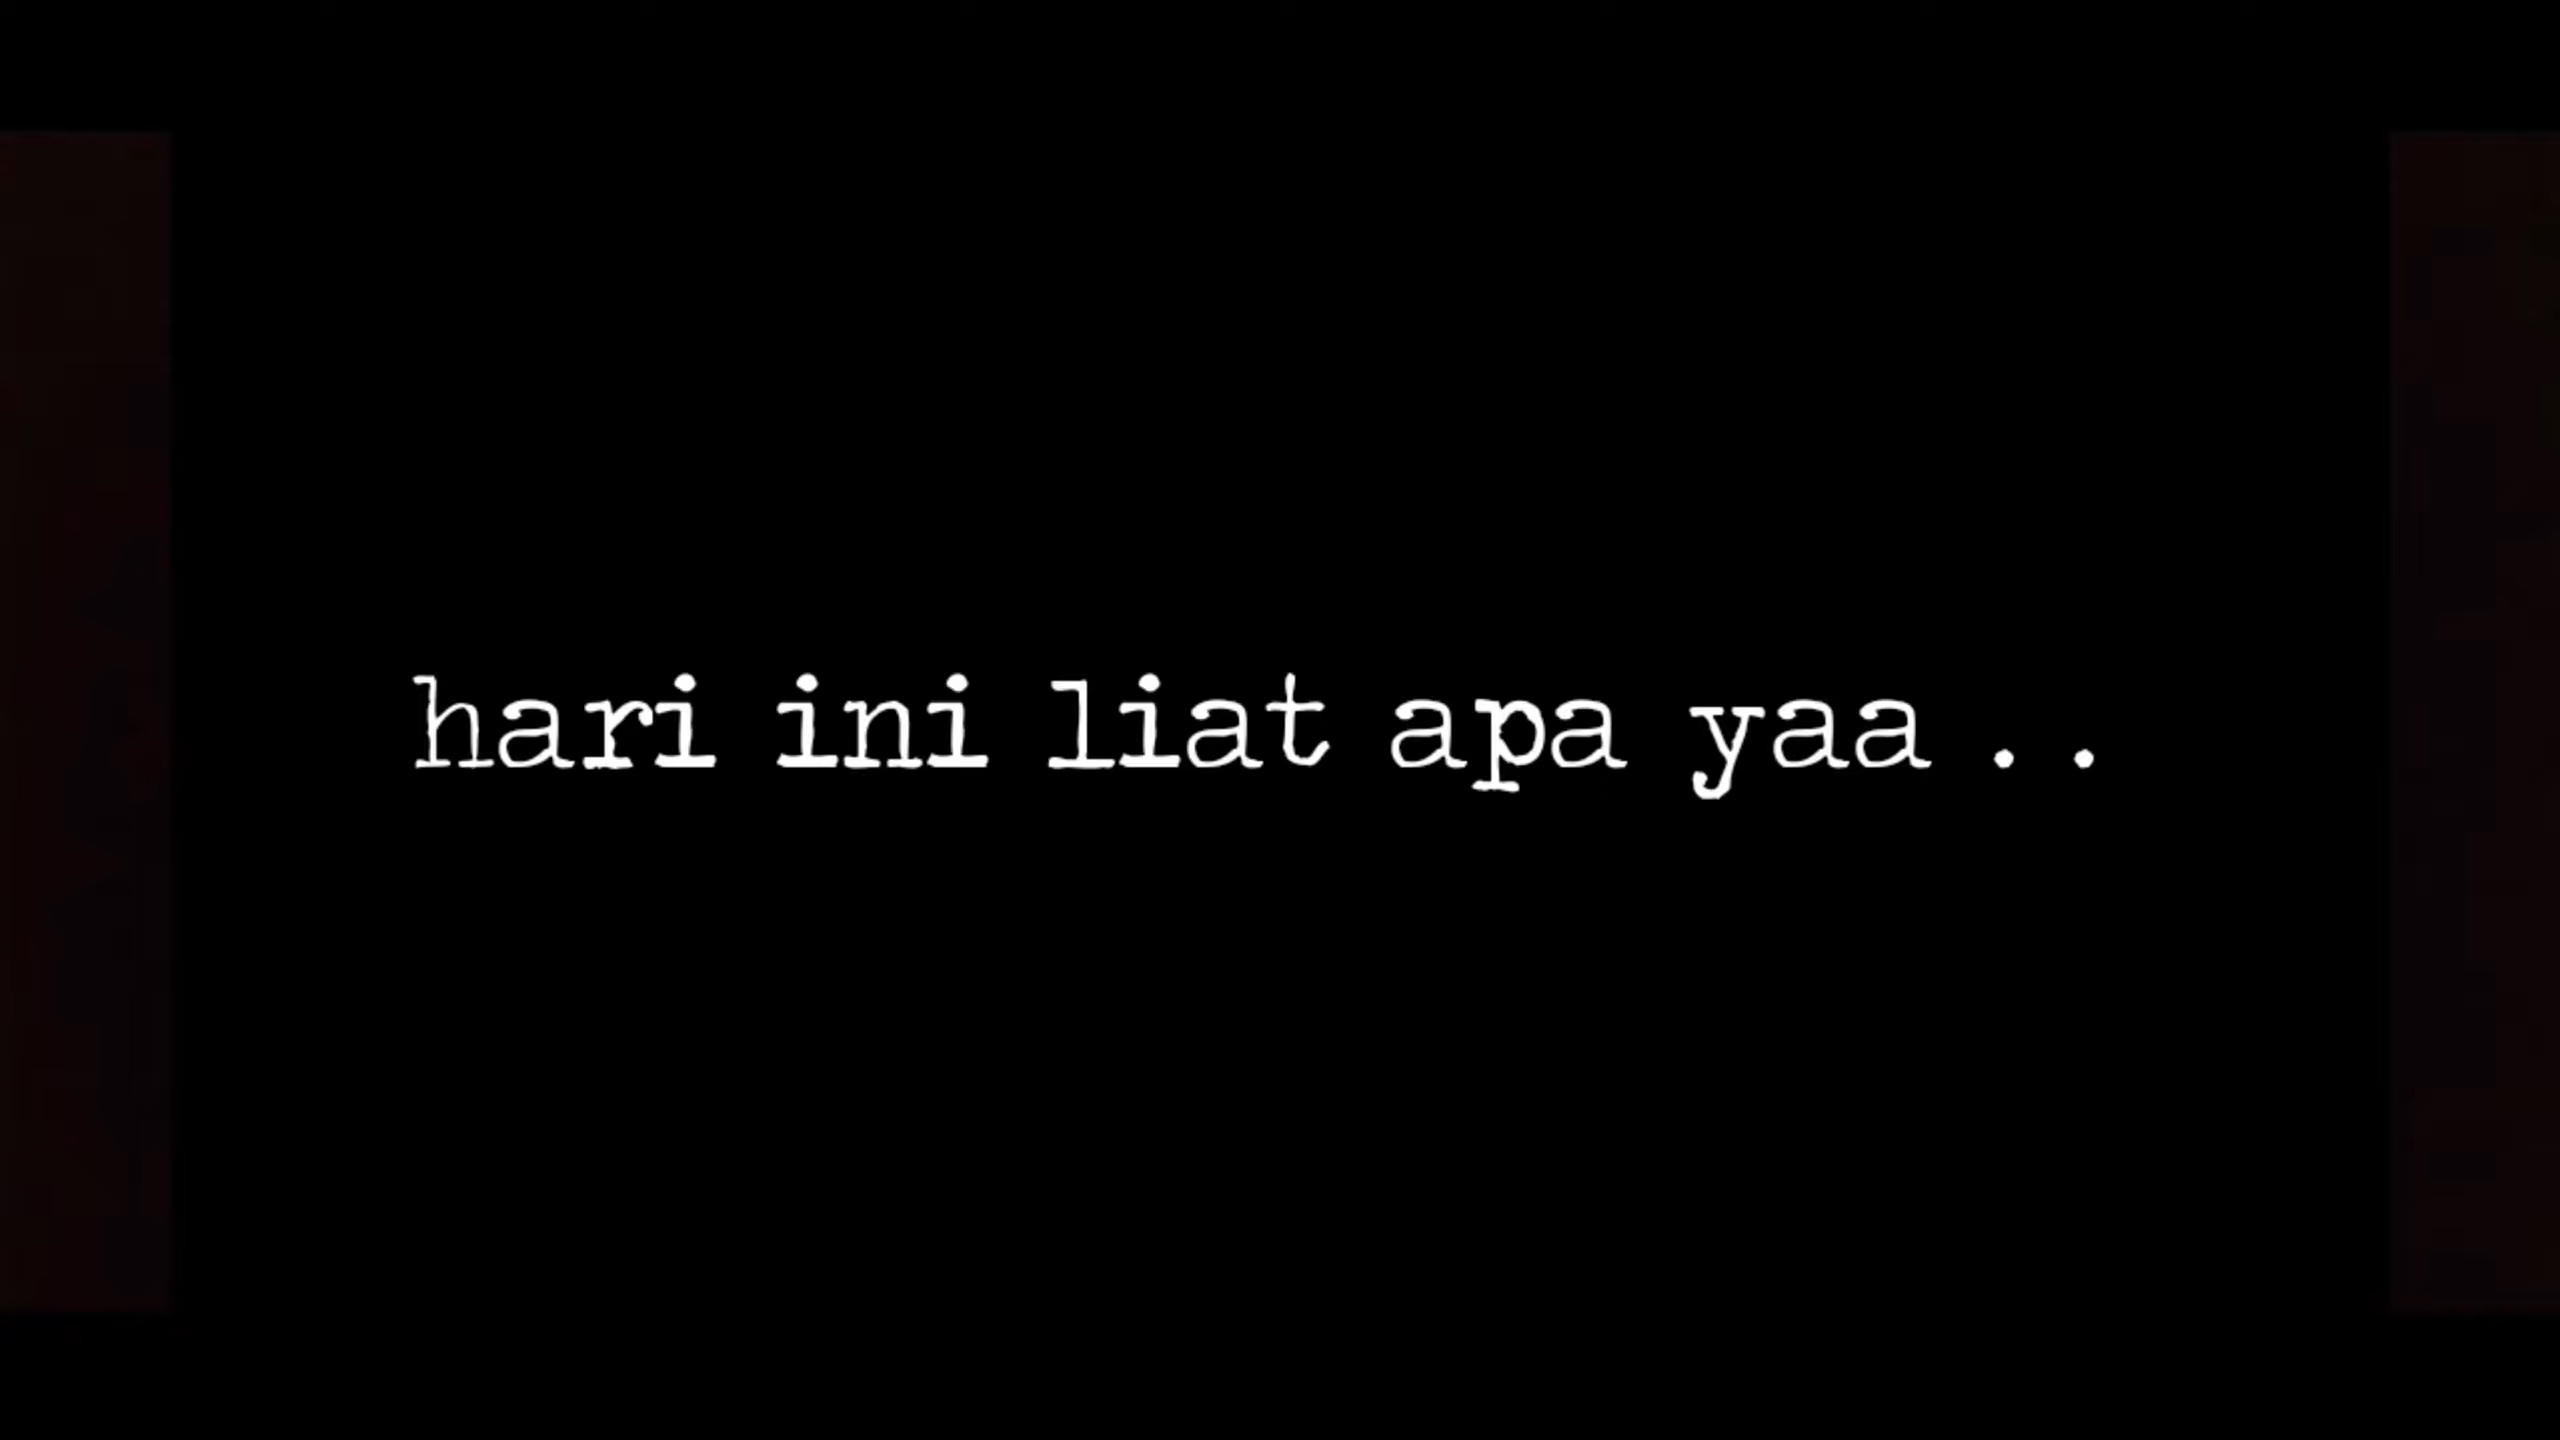 hari ini liat apa yaa . .